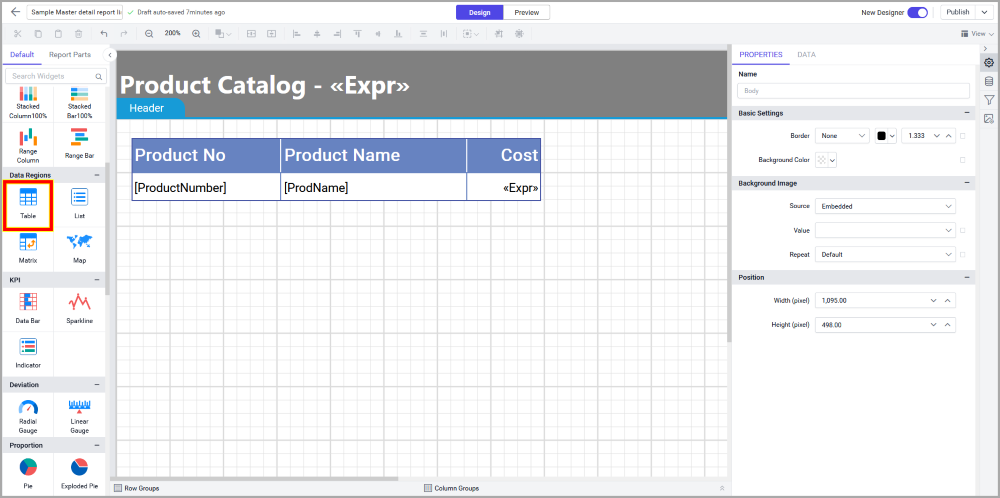 Sample Master detail report lis
Draft auto-saved 7minutes ago
Design
Preview
New Designer
Publish
200%
View
Default
Report Parts
Search Widgets
Stacked
Column100%
Stacked
Bar100%
Range
Column
Range Bar
Data Regions
Table
List
Matrix
Map
KPI
Data Bar
Sparkline
Indicator
Deviation
Radial
Gauge
Linear
Gauge
Proportion
Pie
Exploded Pie
Product Catalog - «Expr»
Header
Product No
Product Name
Cost
[ProductNumber]
[ProdName]
«Expr»
Row Groups
Column Groups
PROPERTIES
DATA
Name
Body
Basic Settings
Border
None
1.333
Background Color
Background Image
Source
Embedded
Value
Repeat
Default
Position
Width (pixel)
1,095.00
Height (pixel)
498.00